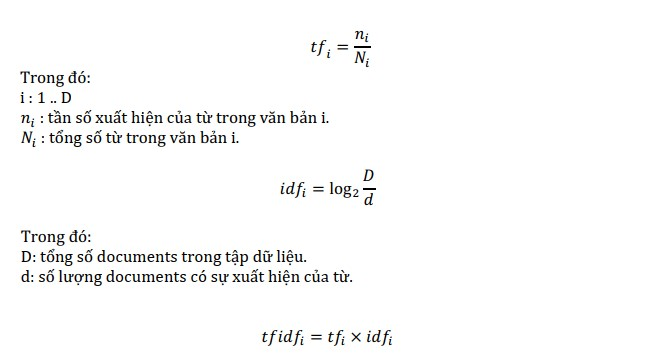 tf_i = n_i / N_i
Trong đó:
i : 1 .. D
n_i : tần số xuất hiện của từ trong văn bản i.
N_i : tổng số từ trong văn bản i.
idf_i = log_2 D / d
Trong đó:
D: tổng số documents trong tập dữ liệu.
d: số lượng documents có sự xuất hiện của từ.
tfidf_i = tf_i × idf_i